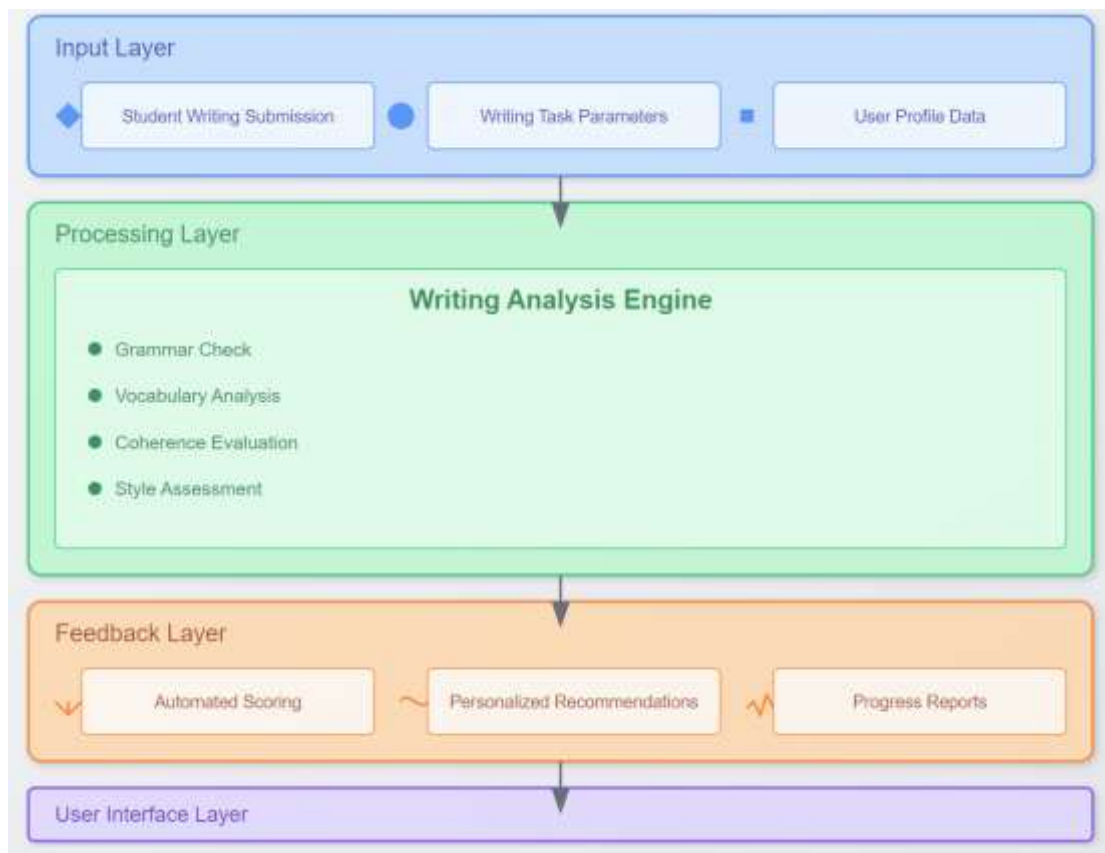 Input Layer
Student Writing Submission
Writing Task Parameters
User Profile Data
Processing Layer
Writing Analysis Engine
Grammar Check
Vocabulary Analysis
Coherence Evaluation
Style Assessment
Feedback Layer
Automated Scoring
Personalized Recommendations
Progress Reports
User Interface Layer